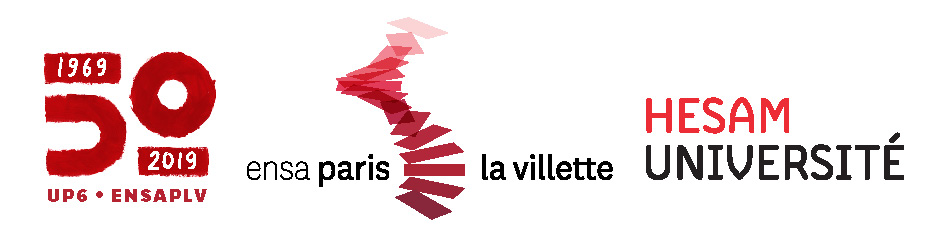 1969
50
2019
UP6 • ENSAPLV
ensa paris la villette
HESAM
UNIVERSITÉ